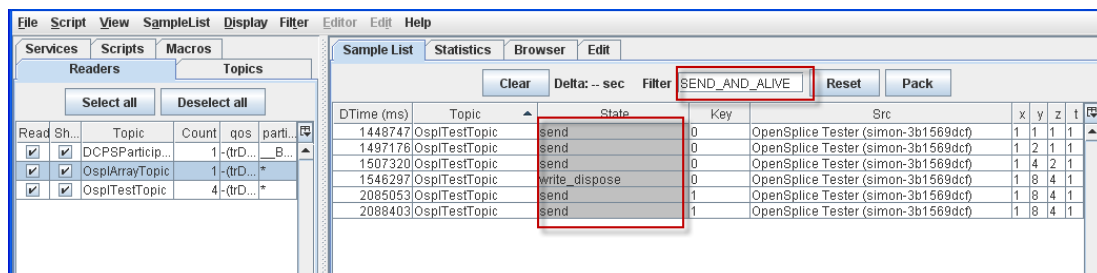 File Script View SampleList Display Filter Editor Edit Help
Services Scripts Macros
Readers Topics
Select all Deselect all
Read Sh... Topic Count qos parti...
DCPSParticip... 1 -(trD... __B...
OsplArrayTopic 1 -(trD... *
OsplTestTopic 4 -(trD... *
Sample List Statistics Browser Edit
Clear Delta: -- sec Filter SEND_AND_ALIVE Reset Pack
DTime (ms) Topic State Key Src x y z t
1448747 OsplTestTopic send 0 OpenSplice Tester (simon-3b1569dcf) 1 1 1 1
1497176 OsplTestTopic send 0 OpenSplice Tester (simon-3b1569dcf) 1 2 1 1
1507320 OsplTestTopic send 0 OpenSplice Tester (simon-3b1569dcf) 1 4 2 1
1546297 OsplTestTopic write_dispose 0 OpenSplice Tester (simon-3b1569dcf) 1 8 4 1
2085053 OsplTestTopic send 1 OpenSplice Tester (simon-3b1569dcf) 1 8 4 1
2088403 OsplTestTopic send 1 OpenSplice Tester (simon-3b1569dcf) 1 8 4 1